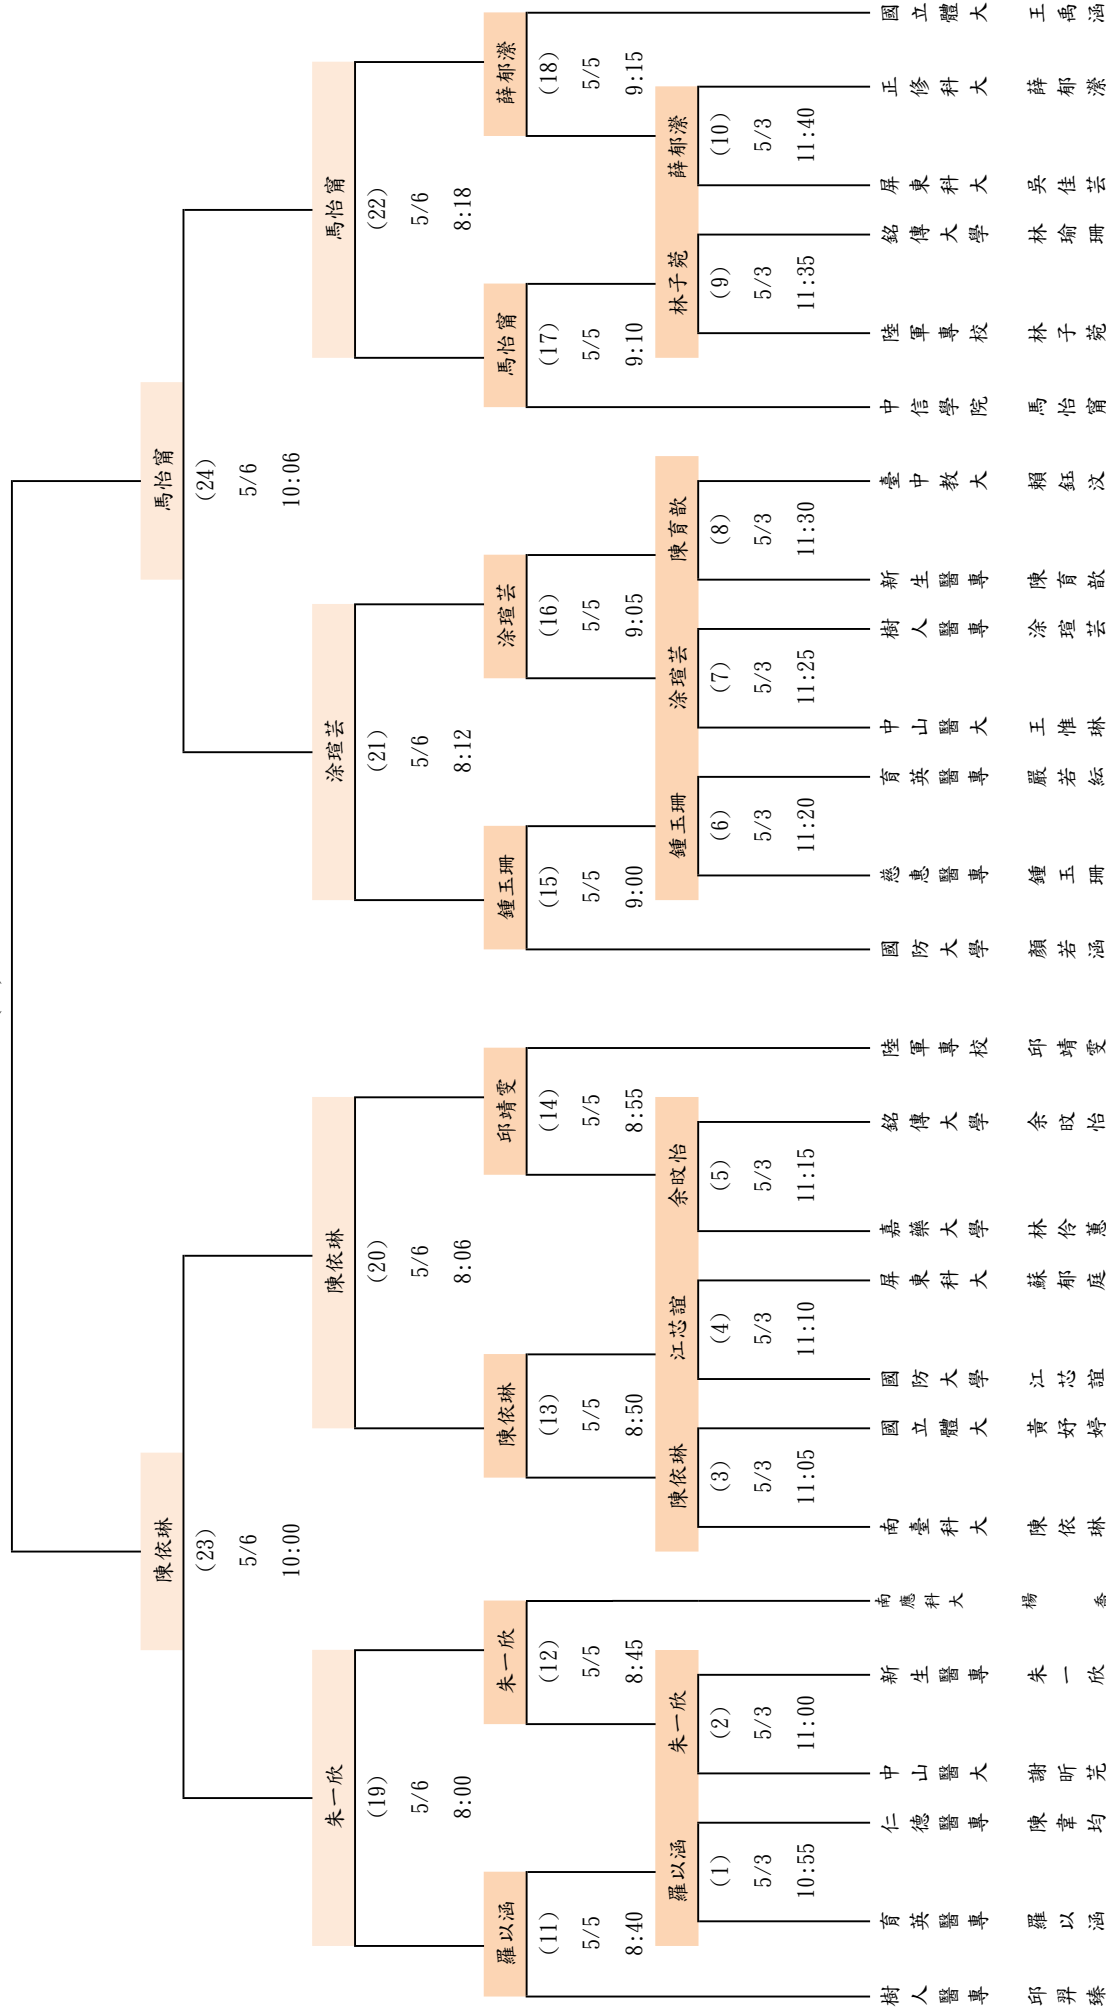 馬怡甯
(24)
5/6
10:06
陳依琳
(23)
5/6
10:00
馬怡甯
(22)
5/6
8:18
涂瑄芸
(21)
5/6
8:12
陳依琳
(20)
5/6
8:06
朱一欣
(19)
5/6
8:00
薛郁瀠
(18)
5/5
9:15
馬怡甯
(17)
5/5
9:10
涂瑄芸
(16)
5/5
9:05
鍾玉珊
(15)
5/5
9:00
邱靖雯
(14)
5/5
8:55
陳依琳
(13)
5/5
8:50
朱一欣
(12)
5/5
8:45
羅以涵
(11)
5/5
8:40
薛郁瀠
(10)
5/3
11:40
林子菀
(9)
5/3
11:35
陳育歆
(8)
5/3
11:30
涂瑄芸
(7)
5/3
11:25
鍾玉珊
(6)
5/3
11:20
余旼怡
(5)
5/3
11:15
江芯誼
(4)
5/3
11:10
陳依琳
(3)
5/3
11:05
朱一欣
(2)
5/3
11:00
羅以涵
(1)
5/3
10:55
國立體大 王禹涵
正修科大 薛郁瀠
屏東科大 吳佳芸
銘傳大學 林瑜珊
陸軍專校 林子菀
中信學院 馬怡甯
臺中教大 賴鈺汶
新生醫專 陳育歆
樹人醫專 涂瑄芸
中山醫大 王惟琳
育英醫專 嚴若紜
慈惠醫專 鍾玉珊
國防大學 顏若涵
陸軍專校 邱靖雯
銘傳大學 余旼怡
嘉藥大學 林伶蕙
屏東科大 蘇郁庭
國防大學 江芯誼
國立體大 黃妤婷
南臺科大 陳依琳
南應科大 楊喬
新生醫專 朱一欣
中山醫大 謝昕芫
仁德醫專 陳韋均
育英醫專 羅以涵
樹人醫專 邱羿臻